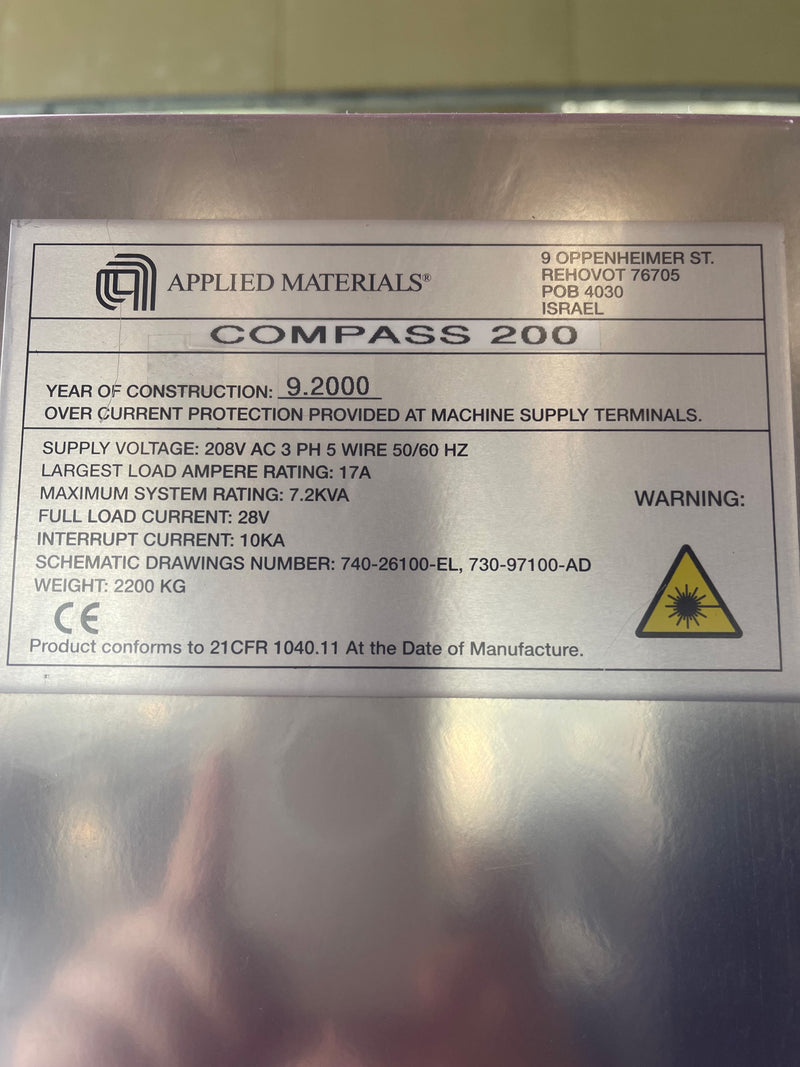 APPLIED MATERIALS®
9 OPPENHEIMER ST.
REHOVOT 76705
POB 4030
ISRAEL
COMPASS 200
YEAR OF CONSTRUCTION: 9.2000
OVER CURRENT PROTECTION PROVIDED AT MACHINE SUPPLY TERMINALS.
SUPPLY VOLTAGE: 208V AC 3 PH 5 WIRE 50/60 HZ
LARGEST LOAD AMPERE RATING: 17A
MAXIMUM SYSTEM RATING: 7.2KVA
FULL LOAD CURRENT: 28V
INTERRUPT CURRENT: 10KA
SCHEMATIC DRAWINGS NUMBER: 740-26100-EL, 730-97100-AD
WEIGHT: 2200 KG
WARNING:
CE
Product conforms to 21CFR 1040.11 At the Date of Manufacture.